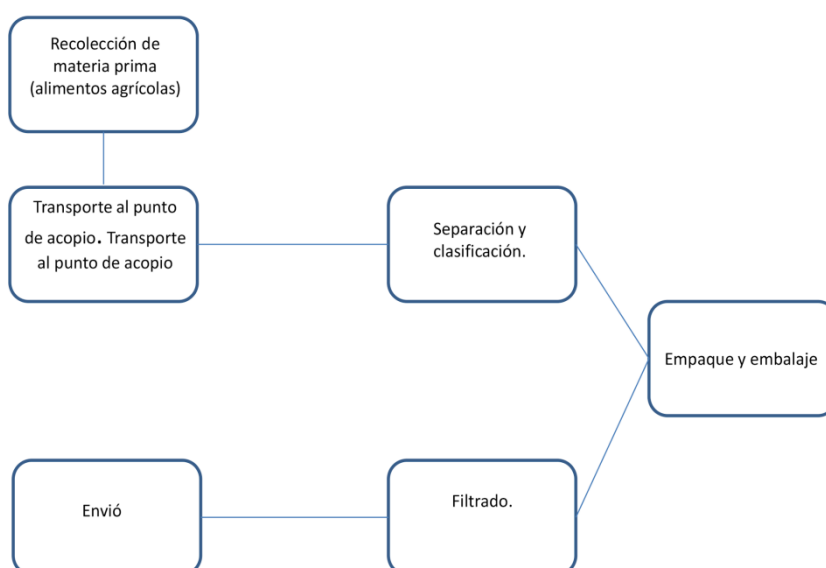 Recolección de
materia prima
(alimentos agrícolas)
Transporte al punto
de acopio. Transporte
al punto de acopio
Separación y
clasificación.
Empaque y embalaje
Envió
Filtrado.